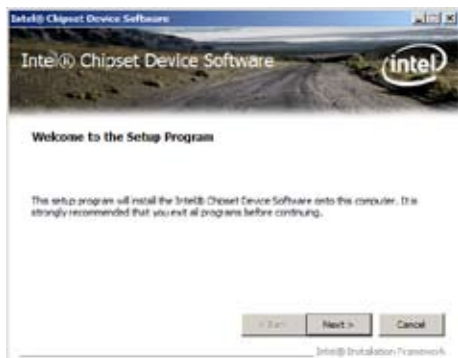 Intel® Chipset Device Software
Intel® Chipset Device Software
intel
Welcome to the Setup Program
This setup program will install the Intel® Chipset Device Software onto this computer. It is
strongly recommended that you exit all programs before continuing.
< Back
Next >
Cancel
Intel® Installation Framework